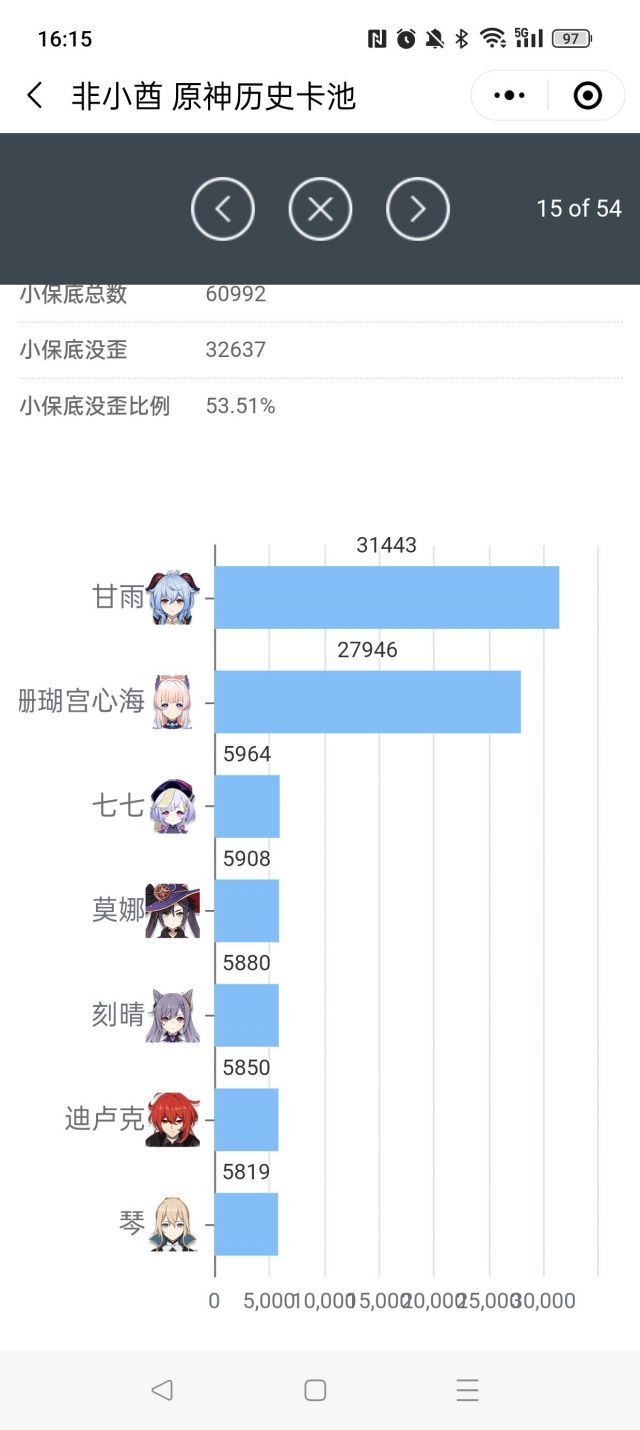 16:15
5G
97
非小酋 原神历史卡池
15 of 54
小保底总数 60992
小保底没歪 32637
小保底没歪比例 53.51%
31443
甘雨
27946
珊瑚宫心海
5964
七七
5908
莫娜
5880
刻晴
5850
迪卢克
5819
琴
0 5,000 10,000 15,000 20,000 25,000 30,000